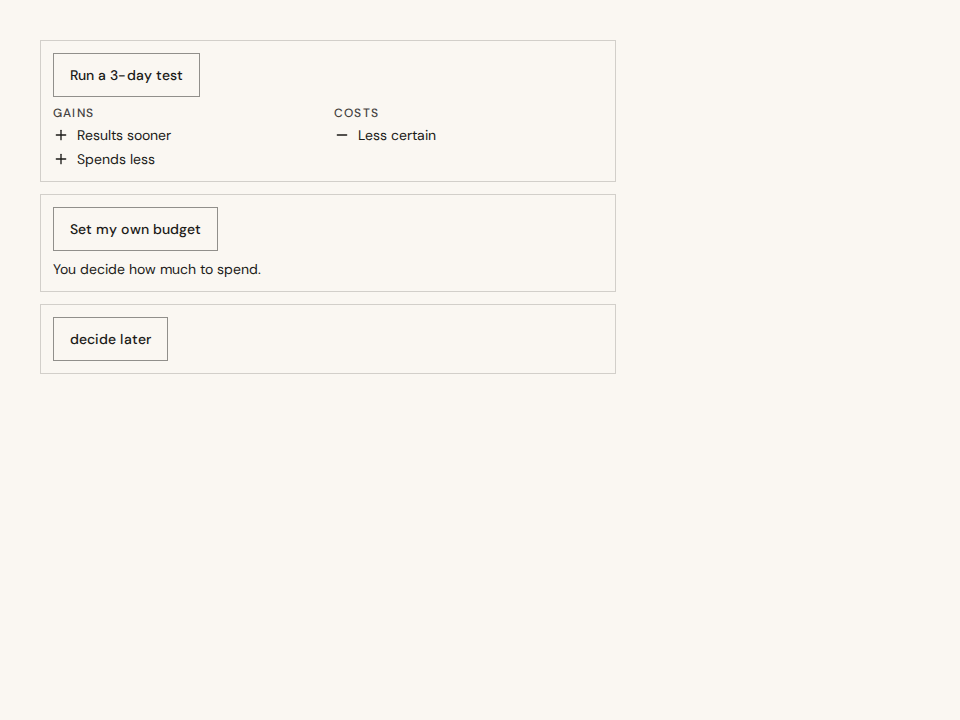 Run a 3-day test
GAINS
+ Results sooner
+ Spends less
COSTS
− Less certain
Set my own budget
You decide how much to spend.
decide later